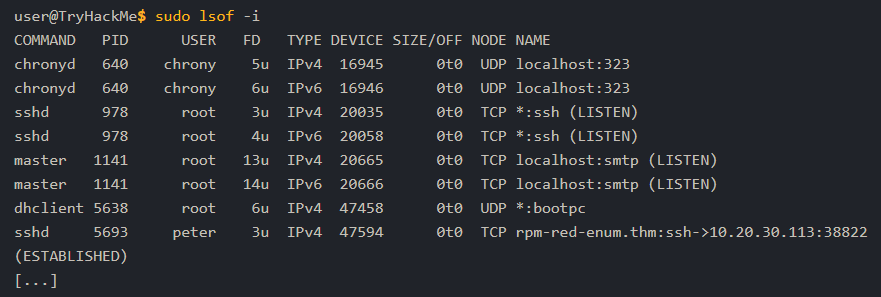 user@TryHackMe$ sudo lsof -i
COMMAND   PID     USER   FD   TYPE DEVICE SIZE/OFF NODE NAME
chronyd   640   chrony    5u  IPv4  16945      0t0  UDP localhost:323
chronyd   640   chrony    6u  IPv6  16946      0t0  UDP localhost:323
sshd      978     root    3u  IPv4  20035      0t0  TCP *:ssh (LISTEN)
sshd      978     root    4u  IPv6  20058      0t0  TCP *:ssh (LISTEN)
master   1141     root   13u  IPv4  20665      0t0  TCP localhost:smtp (LISTEN)
master   1141     root   14u  IPv6  20666      0t0  TCP localhost:smtp (LISTEN)
dhclient 5638     root    6u  IPv4  47458      0t0  UDP *:bootpc
sshd     5693    peter    3u  IPv4  47594      0t0  TCP rpm-red-enum.thm:ssh->10.20.30.113:38822
(ESTABLISHED)
[...]